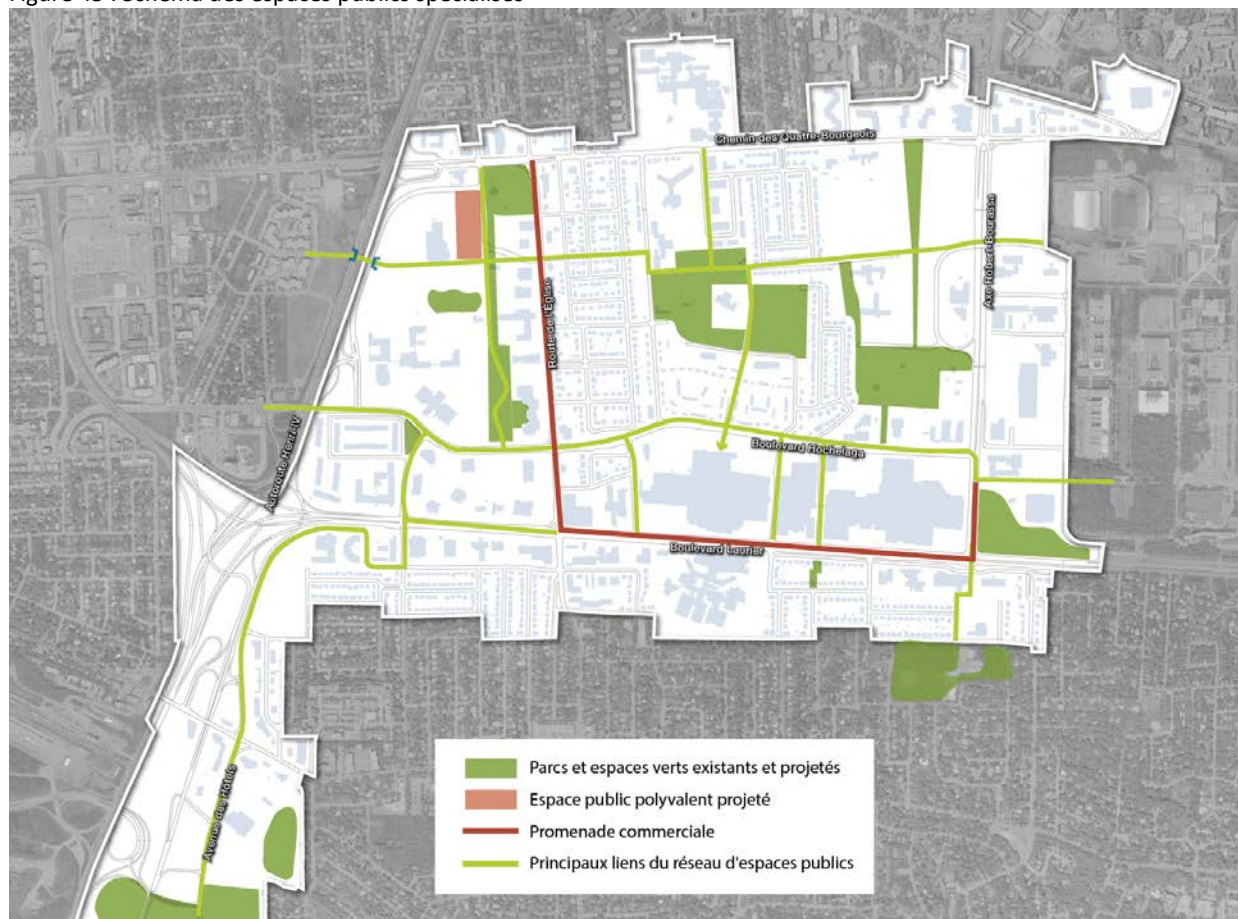 Chemin des Quatre-Bourgeois
Axe Robert-Bourassa
Route de l'Église
Autoroute Henri-IV
Boulevard Hochelaga
Boulevard Laurier
Avenue des Hôtels
Parcs et espaces verts existants et projetés
Espace public polyvalent projeté
Promenade commerciale
Principaux liens du réseau d'espaces publics